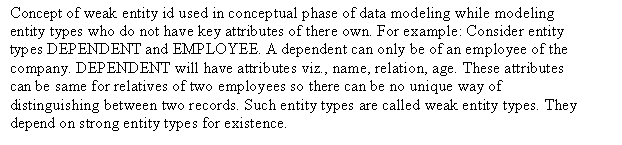 Concept of weak entity id used in conceptual phase of data modeling while modeling
entity types who do not have key attributes of there own. For example: Consider entity
types DEPENDENT and EMPLOYEE. A dependent can only be of an employee of the
company. DEPENDENT will have attributes viz., name, relation, age. These attributes
can be same for relatives of two employees so there can be no unique way of
distinguishing between two records. Such entity types are called weak entity types. They
depend on strong entity types for existence.